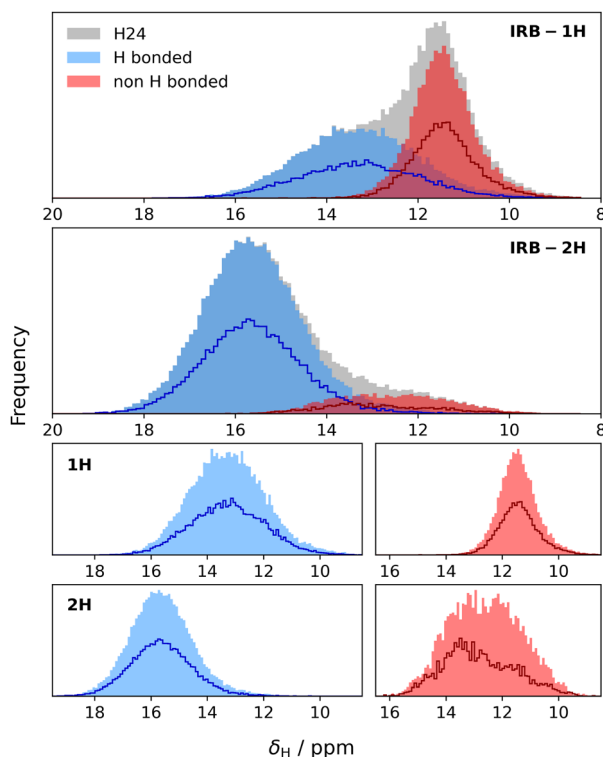 H24
H bonded
non H bonded
IRB − 1H
20 18 16 14 12 10 8
IRB − 2H
20 18 16 14 12 10 8
Frequency
1H
18 16 14 12 10
16 14 12 10
2H
18 16 14 12 10
16 14 12 10
δH / ppm